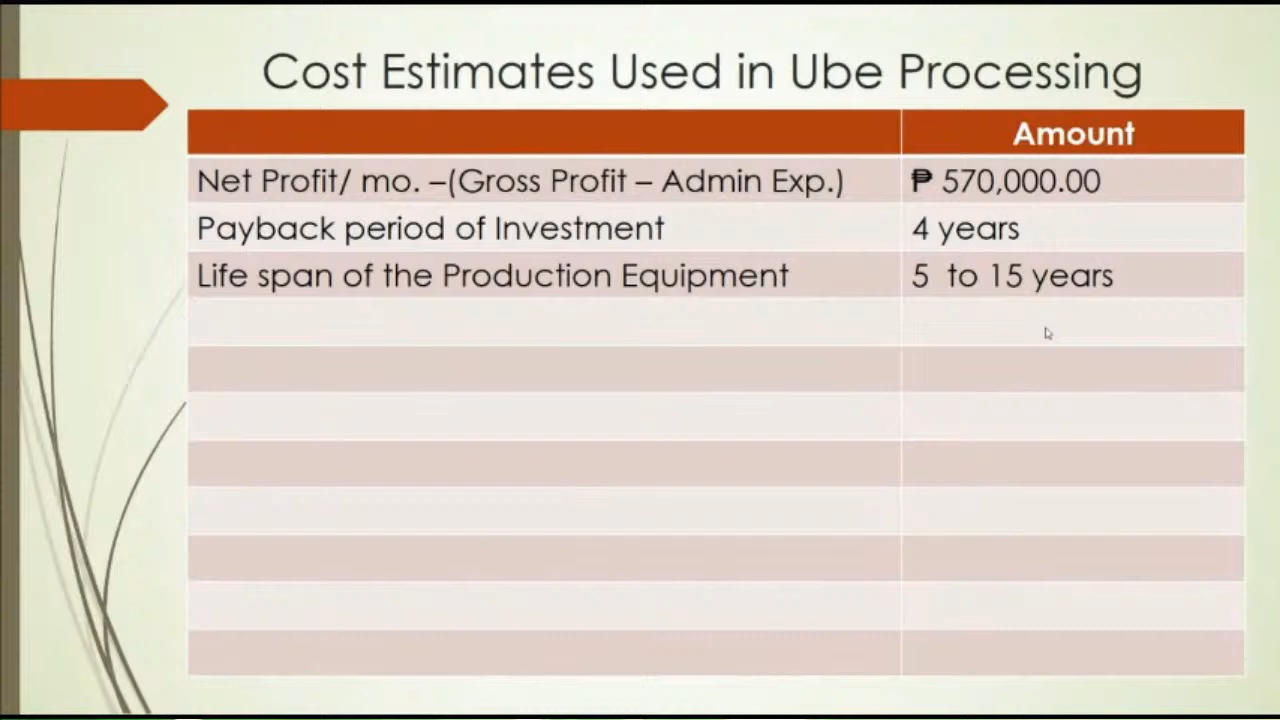 Cost Estimates Used in Ube Processing
Amount
Net Profit/ mo. –(Gross Profit – Admin Exp.) ₱ 570,000.00
Payback period of Investment 4 years
Life span of the Production Equipment 5 to 15 years